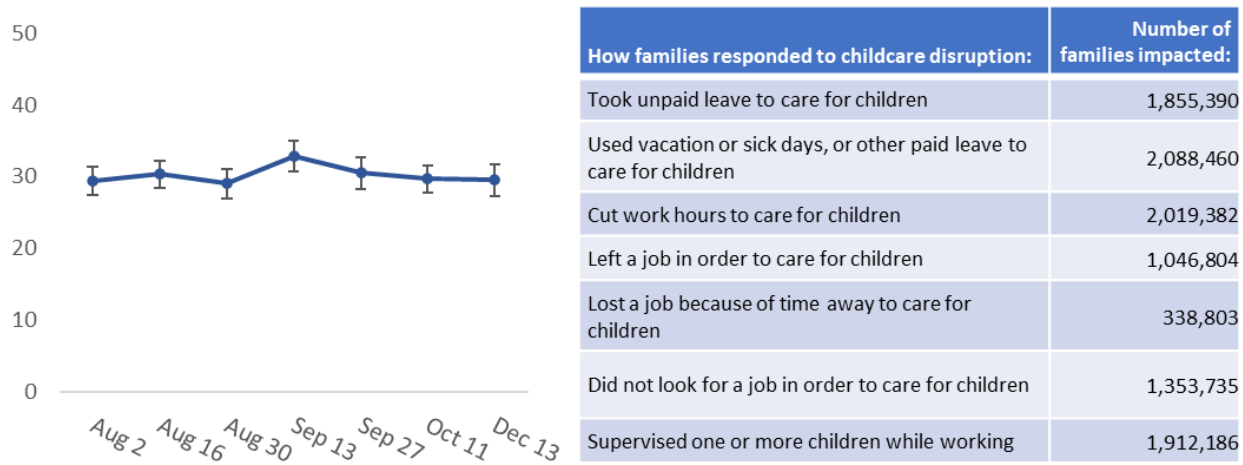 50
40
30
20
10
0
Aug 2
Aug 16
Aug 30
Sep 13
Sep 27
Oct 11
Dec 13
How families responded to childcare disruption:
Number of
families impacted:
Took unpaid leave to care for children
1,855,390
Used vacation or sick days, or other paid leave to
care for children
2,088,460
Cut work hours to care for children
2,019,382
Left a job in order to care for children
1,046,804
Lost a job because of time away to care for
children
338,803
Did not look for a job in order to care for children
1,353,735
Supervised one or more children while working
1,912,186